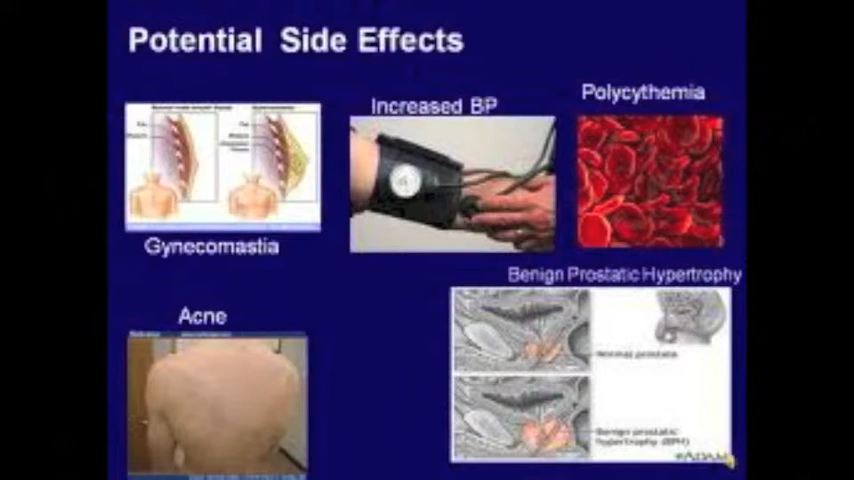 Potential Side Effects
Polycythemia
Increased BP
Gynecomastia
Benign Prostatic Hypertrophy
Acne
Normal prostate
Benign prostatic
hypertrophy (BPH)
ADAM